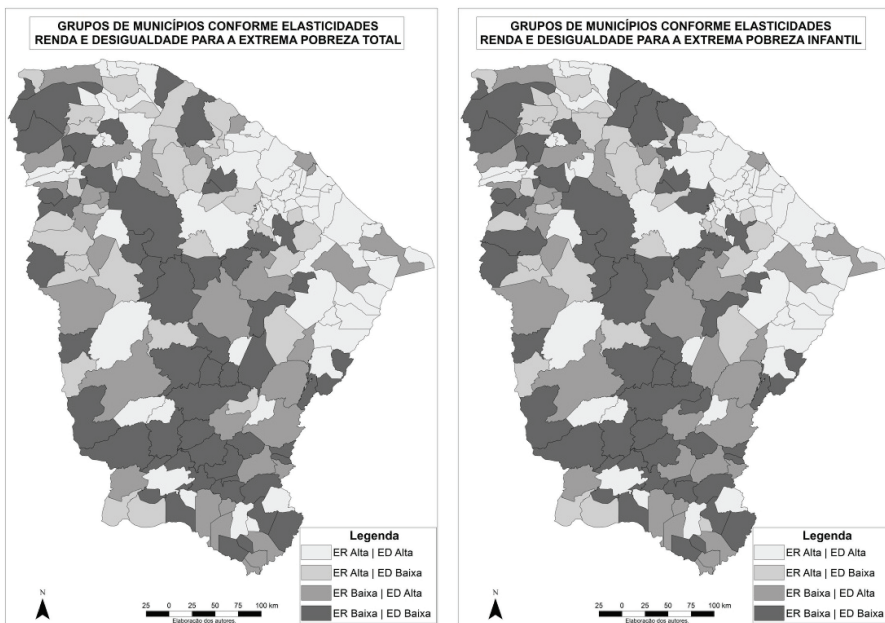 GRUPOS DE MUNICÍPIOS CONFORME ELASTICIDADES
RENDA E DESIGUALDADE PARA A EXTREMA POBREZA TOTAL
Legenda
ER Alta | ED Alta
ER Alta | ED Baixa
ER Baixa | ED Alta
ER Baixa | ED Baixa
N
25 0 25 50 75 100 km
Elaboração dos autores.
GRUPOS DE MUNICÍPIOS CONFORME ELASTICIDADES
RENDA E DESIGUALDADE PARA A EXTREMA POBREZA INFANTIL
Legenda
ER Alta | ED Alta
ER Alta | ED Baixa
ER Baixa | ED Alta
ER Baixa | ED Baixa
N
25 0 25 50 75 100 km
Elaboração dos autores.